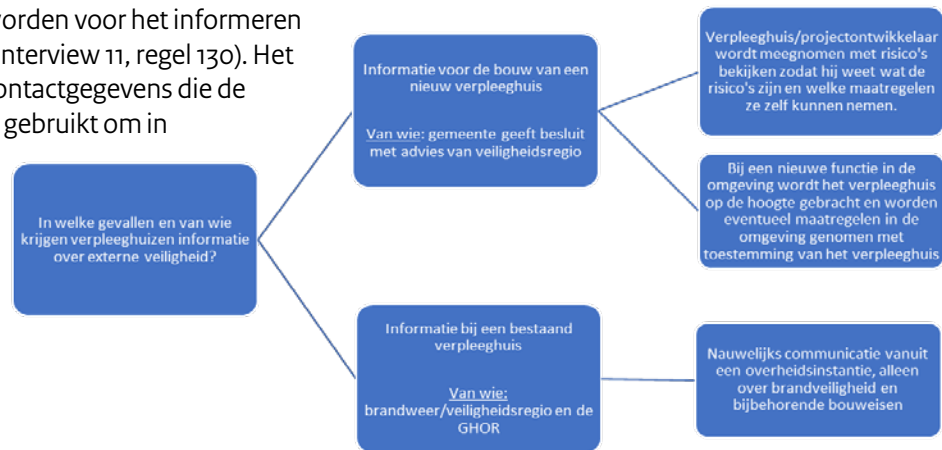 vorden voor het informeren
nterview 11, regel 130). Het
ontactgegevens die de
gebruikt om in
In welke gevallen en van wie
krijgen verpleeghuizen informatie
over externe veiligheid?
Informatie voor de bouw van een
nieuw verpleeghuis
Van wie: gemeente geeft besluit
met advies van veiligheidsregio
Verpleeghuis/projectontwikkelaar
wordt meegnomen met risico's
bekijken zodat hij weet wat de
risico's zijn en welke maatregelen
ze zelf kunnen nemen.
Bij een nieuwe functie in de
omgeving wordt het verpleeghuis
op de hoogte gebracht en worden
eventueel maatregelen in de
omgeving genomen met
toestemming van het verpleeghuis
Informatie bij een bestaand
verpleeghuis
Van wie:
brandweer/veiligheidsregio en de
GHOR
Nauwelijks communicatie vanuit
een overheidsinstantie, alleen
over brandveiligheid en
bijbehorende bouweisen